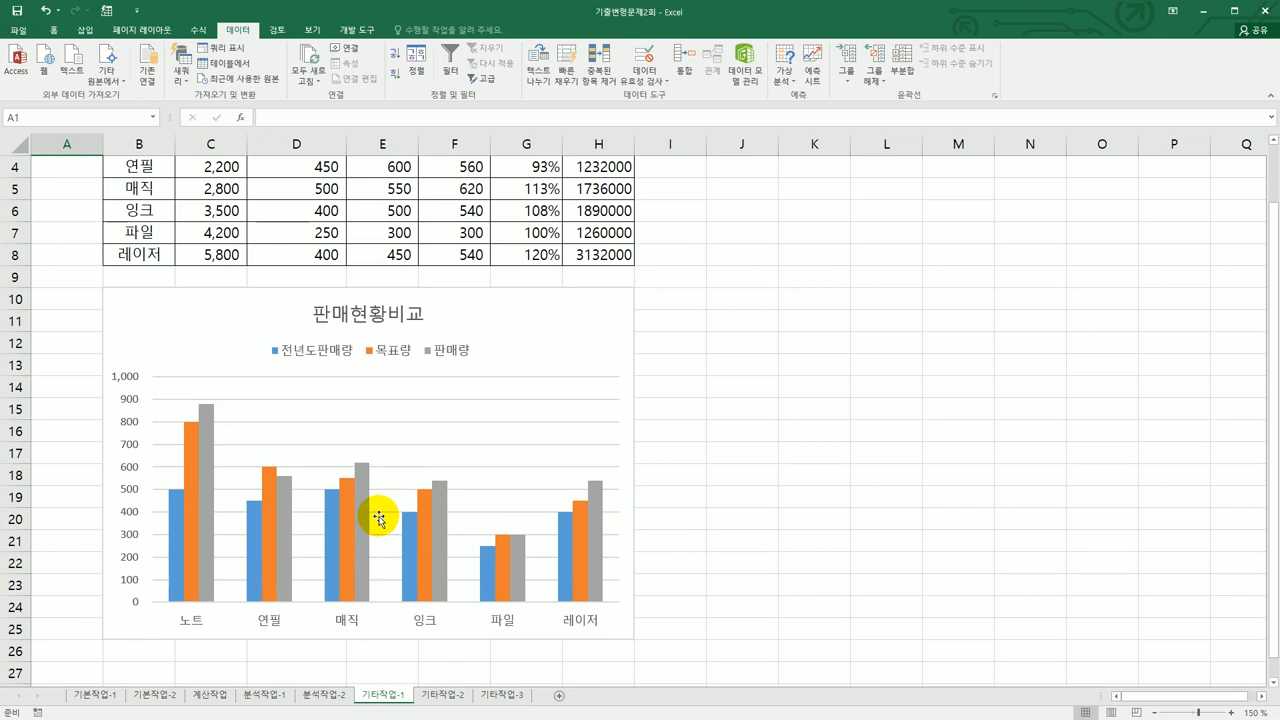 기출변형문제2회 - Excel
파일 홈 삽입 페이지 레이아웃 수식 데이터 검토 보기 개발 도구 수행할 작업을 알려 주세요. 공유
Access 웹 텍스트 기타 원본에서 기존 연결 새 쿼리 쿼리 표시 테이블에서 최근에 사용한 원본 모두 새로 고침 연결 속성 연결 편집 정렬 필터 지우기 다시 적용 고급 텍스트 나누기 빠른 채우기 중복된 항목 제거 데이터 유효성 검사 통합 관계 데이터 모델 관리 가상 분석 예측 시트 그룹 그룹 해제 부분합 하위 수준 표시 하위 수준 숨기기
외부 데이터 가져오기 가져오기 및 변환 연결 정렬 및 필터 데이터 도구 예측 윤곽선
A1 fx
A B C D E F G H I J K L M N O P Q
4 연필 2,200 450 600 560 93% 1232000
5 매직 2,800 500 550 620 113% 1736000
6 잉크 3,500 400 500 540 108% 1890000
7 파일 4,200 250 300 300 100% 1260000
8 레이저 5,800 400 450 540 120% 3132000
9
10
11
12
13
14
15
16
17
18
19
20
21
22
23
24
25
26
27
판매현황비교
전년도판매량 목표량 판매량
1,000
900
800
700
600
500
400
300
200
100
0
노트 연필 매직 잉크 파일 레이저
기본작업-1 기본작업-2 계산작업 분석작업-1 분석작업-2 기타작업-1 기타작업-2 기타작업-3
준비 150 %